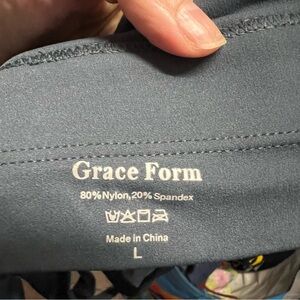 Grace Form
80%Nylon,20% Spandex
Made in China
L